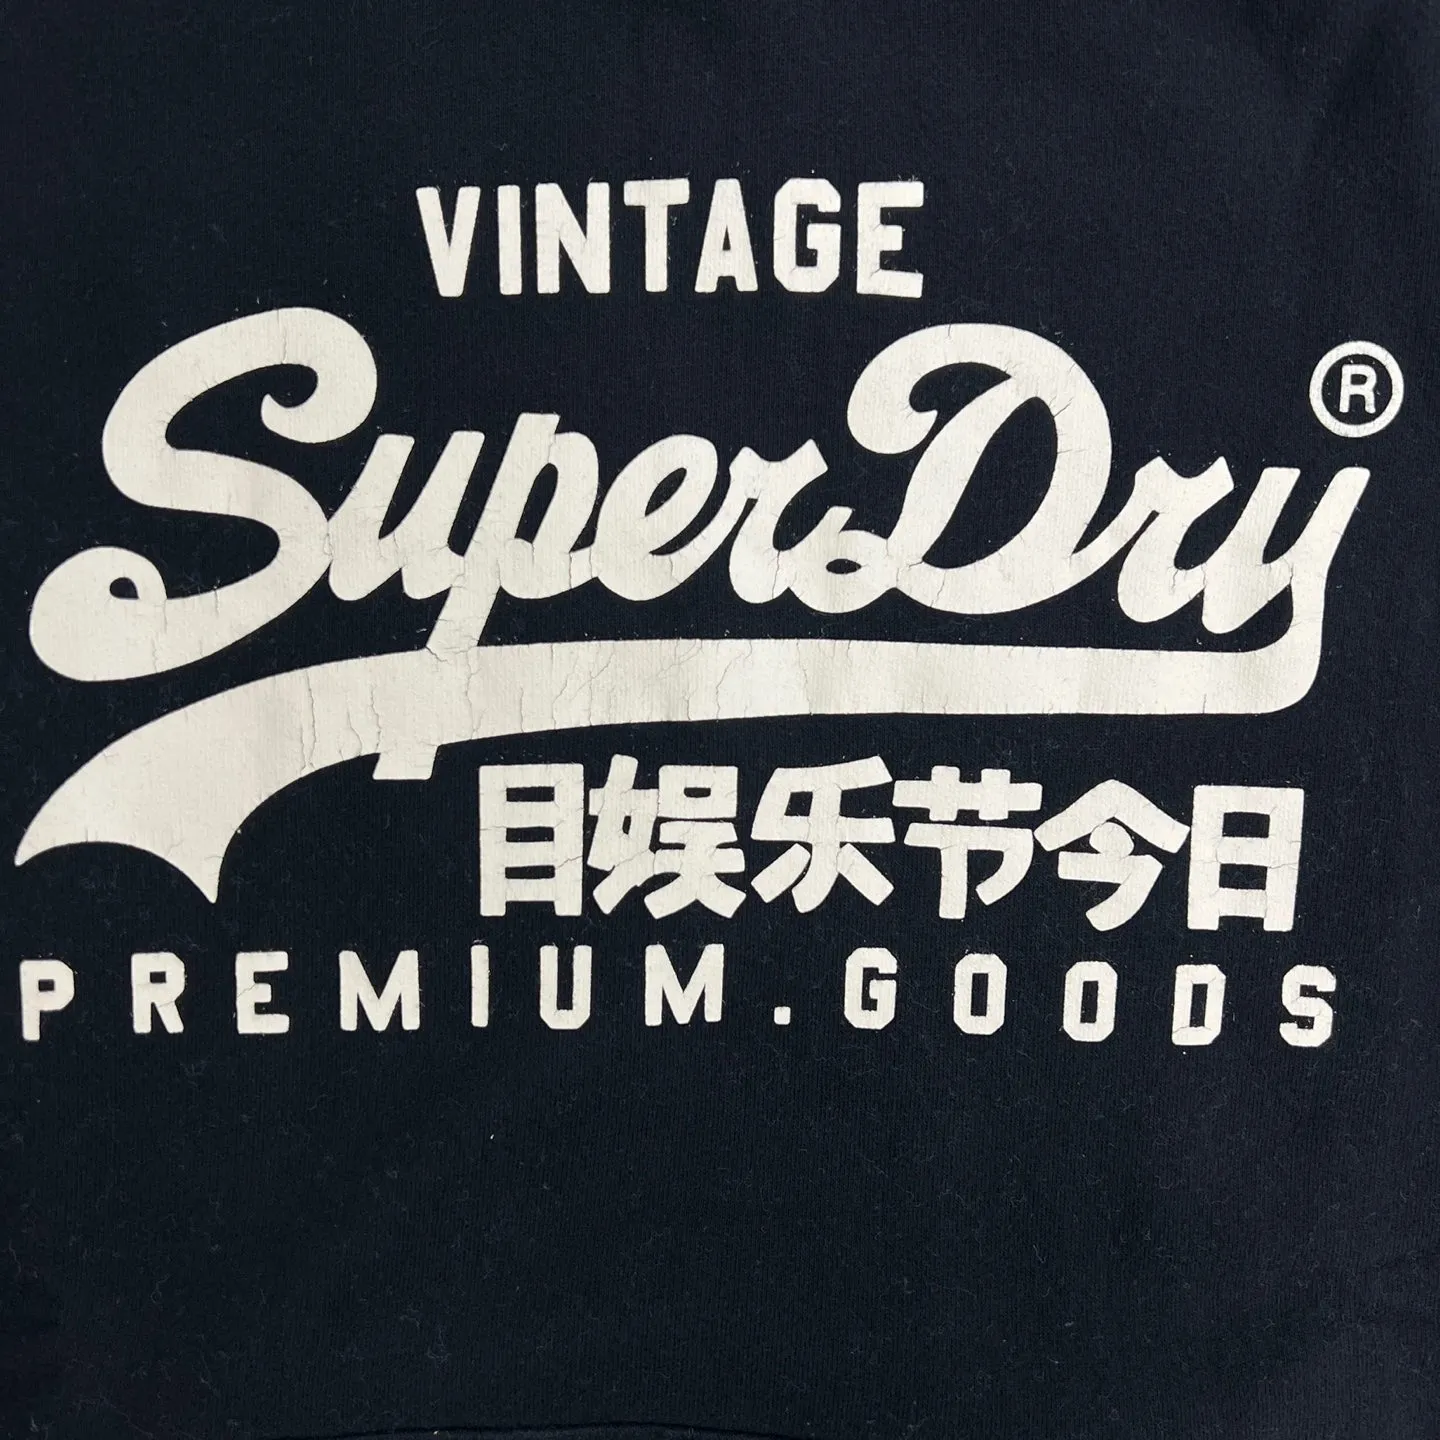 VINTAGE
SuperDry®
目娱乐节今日
PREMIUM.GOODS